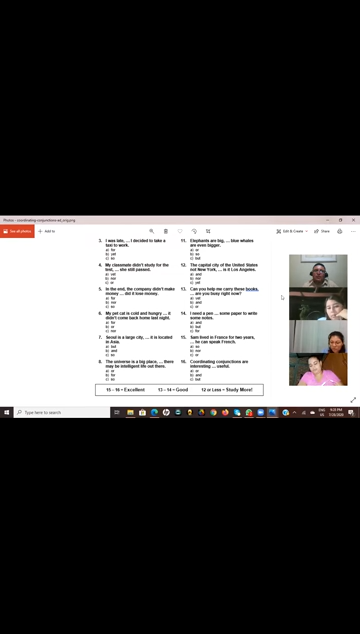 Photos - coordinating-conjunctions-ad_orig.png
See all photos
Add to
Edit & Create
Share
3. I was late, ... I decided to take a
taxi to work.
a) for
b) yet
c) so
4. My classmate didn't study for the
test, ... she still passed.
a) yet
b) nor
c) or
5. In the end, the company didn't make
money ... did it lose money.
a) for
b) nor
c) so
6. My pet cat is cold and hungry ... it
didn't come back home last night.
a) for
b) or
c) nor
7. Seoul is a large city, ... it is located
in Asia.
a) but
b) and
c) so
8. The universe is a big place, ... there
may be intelligent life out there.
a) or
b) for
c) so
11. Elephants are big, ... blue whales
are even bigger.
a) or
b) so
c) but
12. The capital city of the United States
not New York, ... is it Los Angeles.
a) and
b) nor
c) yet
13. Can you help me carry these books,
... are you busy right now?
a) yet
b) and
c) or
14. I need a pen ... some paper to write
some notes.
a) and
b) but
c) for
15. Sam lived in France for two years,
... he can speak French.
a) so
b) nor
c) or
16. Coordinating conjunctions are
interesting ... useful.
a) or
b) and
c) but
15 - 16 = Excellent 13 - 14 = Good 12 or Less = Study More!
Type here to search
ENG